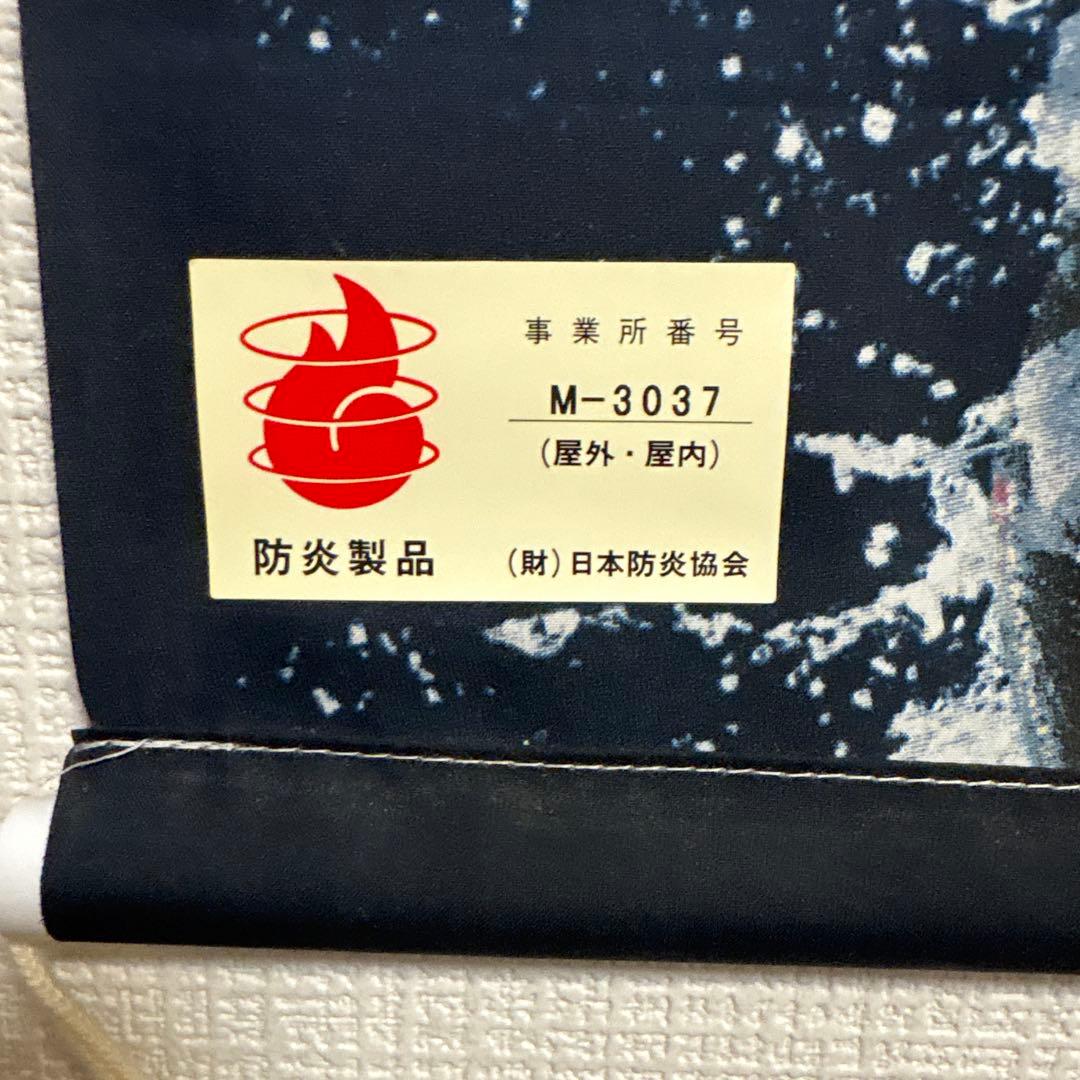 事業所番号
M-3037
(屋外・屋内)
防炎製品
(財)日本防炎協会